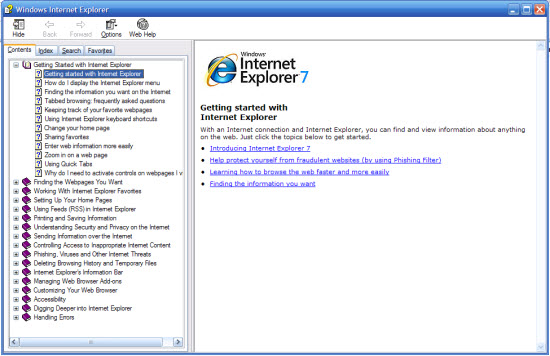 Windows Internet Explorer
Hide Back Forward Options Web Help
Contents Index Search Favorites
Getting Started with Internet Explorer
Getting started with Internet Explorer
How do I display the Internet Explorer menu
Finding the information you want on the Internet
Tabbed browsing: frequently asked questions
Keeping track of your favorite webpages
Using Internet Explorer keyboard shortcuts
Change your home page
Sharing favorites
Enter web information more easily
Zoom in on a web page
Using Quick Tabs
Why do I need to activate controls on webpages I v
Finding the Webpages You Want
Working With Internet Explorer Favorites
Setting Up Your Home Pages
Using Feeds (RSS) in Internet Explorer
Printing and Saving Information
Understanding Security and Privacy on the Internet
Sending Information over the Internet
Controlling Access to Inappropriate Internet Content
Phishing, Viruses and Other Internet Threats
Deleting Browsing History and Temporary Files
Internet Explorer's Information Bar
Managing Web Browser Add-ons
Customizing Your Web Browser
Accessibility
Digging Deeper into Internet Explorer
Handling Errors
Windows
Internet
Explorer 7
Getting started with
Internet Explorer
With an Internet connection and Internet Explorer, you can find and view information about anything
on the web. Just click the topics below to get started.
• Introducing Internet Explorer 7
• Help protect yourself from fraudulent websites (by using Phishing Filter)
• Learning how to browse the web faster and more easily
• Finding the information you want